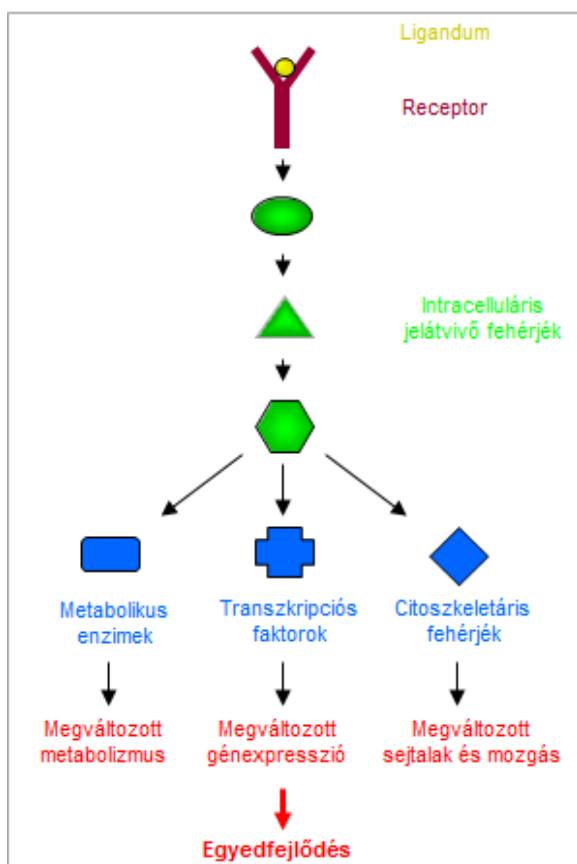 Ligandum
Receptor
Intracelluláris
jelátvivő fehérjék
Metabolikus
enzimek
Transzkripciós
faktorok
Citoszkeletáris
fehérjék
Megváltozott
metabolizmus
Megváltozott
génexpresszió
Megváltozott
sejtalak és mozgás
Egyedfejlődés